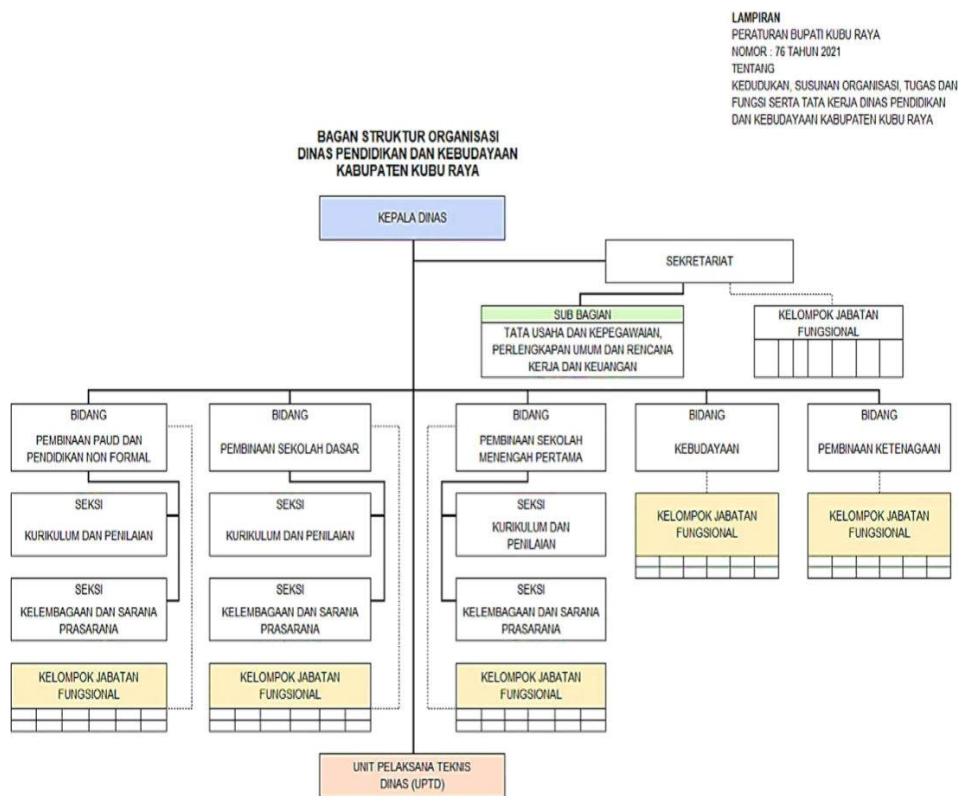 LAMPIRAN
PERATURAN BUPATI KUBU RAYA
NOMOR : 76 TAHUN 2021
TENTANG
KEDUDUKAN, SUSUNAN ORGANISASI, TUGAS DAN
FUNGSI SERTA TATA KERJA DINAS PENDIDIKAN
DAN KEBUDAYAAN KABUPATEN KUBU RAYA
BAGAN STRUKTUR ORGANISASI
DINAS PENDIDIKAN DAN KEBUDAYAAN
KABUPATEN KUBU RAYA
KEPALA DINAS
SEKRETARIAT
SUB BAGIAN
TATA USAHA DAN KEPEGAWAIAN,
PERLENGKAPAN UMUM DAN RENCANA
KERJA DAN KEUANGAN
KELOMPOK JABATAN
FUNGSIONAL
BIDANG
PEMBINAAN PAUD DAN
PENDIDIKAN NON FORMAL
BIDANG
PEMBINAAN SEKOLAH DASAR
BIDANG
PEMBINAAN SEKOLAH
MENENGAH PERTAMA
BIDANG
KEBUDAYAAN
BIDANG
PEMBINAAN KETENAGAAN
SEKSI
KURIKULUM DAN PENILAIAN
SEKSI
KURIKULUM DAN PENILAIAN
SEKSI
KURIKULUM DAN
PENILAIAN
KELOMPOK JABATAN
FUNGSIONAL
KELOMPOK JABATAN
FUNGSIONAL
SEKSI
KELEMBAGAAN DAN SARANA
PRASARANA
SEKSI
KELEMBAGAAN DAN SARANA
PRASARANA
SEKSI
KELEMBAGAAN DAN SARANA
PRASARANA
KELOMPOK JABATAN
FUNGSIONAL
KELOMPOK JABATAN
FUNGSIONAL
KELOMPOK JABATAN
FUNGSIONAL
UNIT PELAKSANA TEKNIS
DINAS (UPTD)